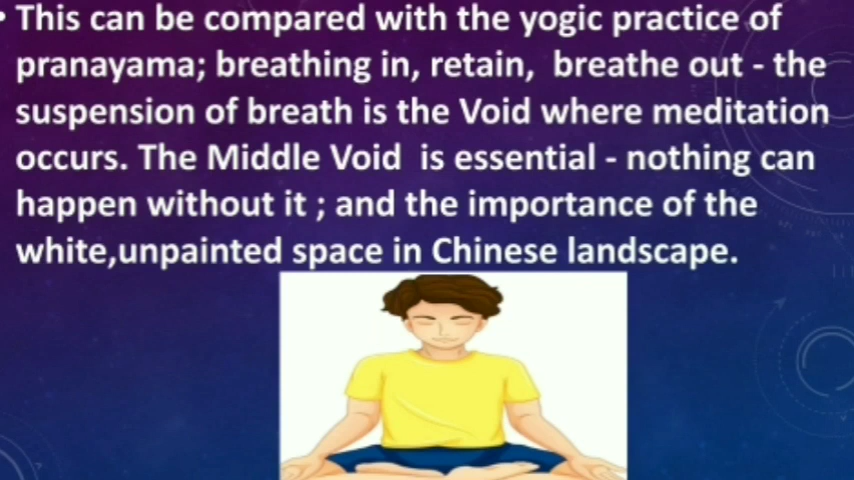 • This can be compared with the yogic practice of
pranayama; breathing in, retain,  breathe out - the
suspension of breath is the Void where meditation
occurs. The Middle Void  is essential - nothing can
happen without it ; and the importance of the
white,unpainted space in Chinese landscape.